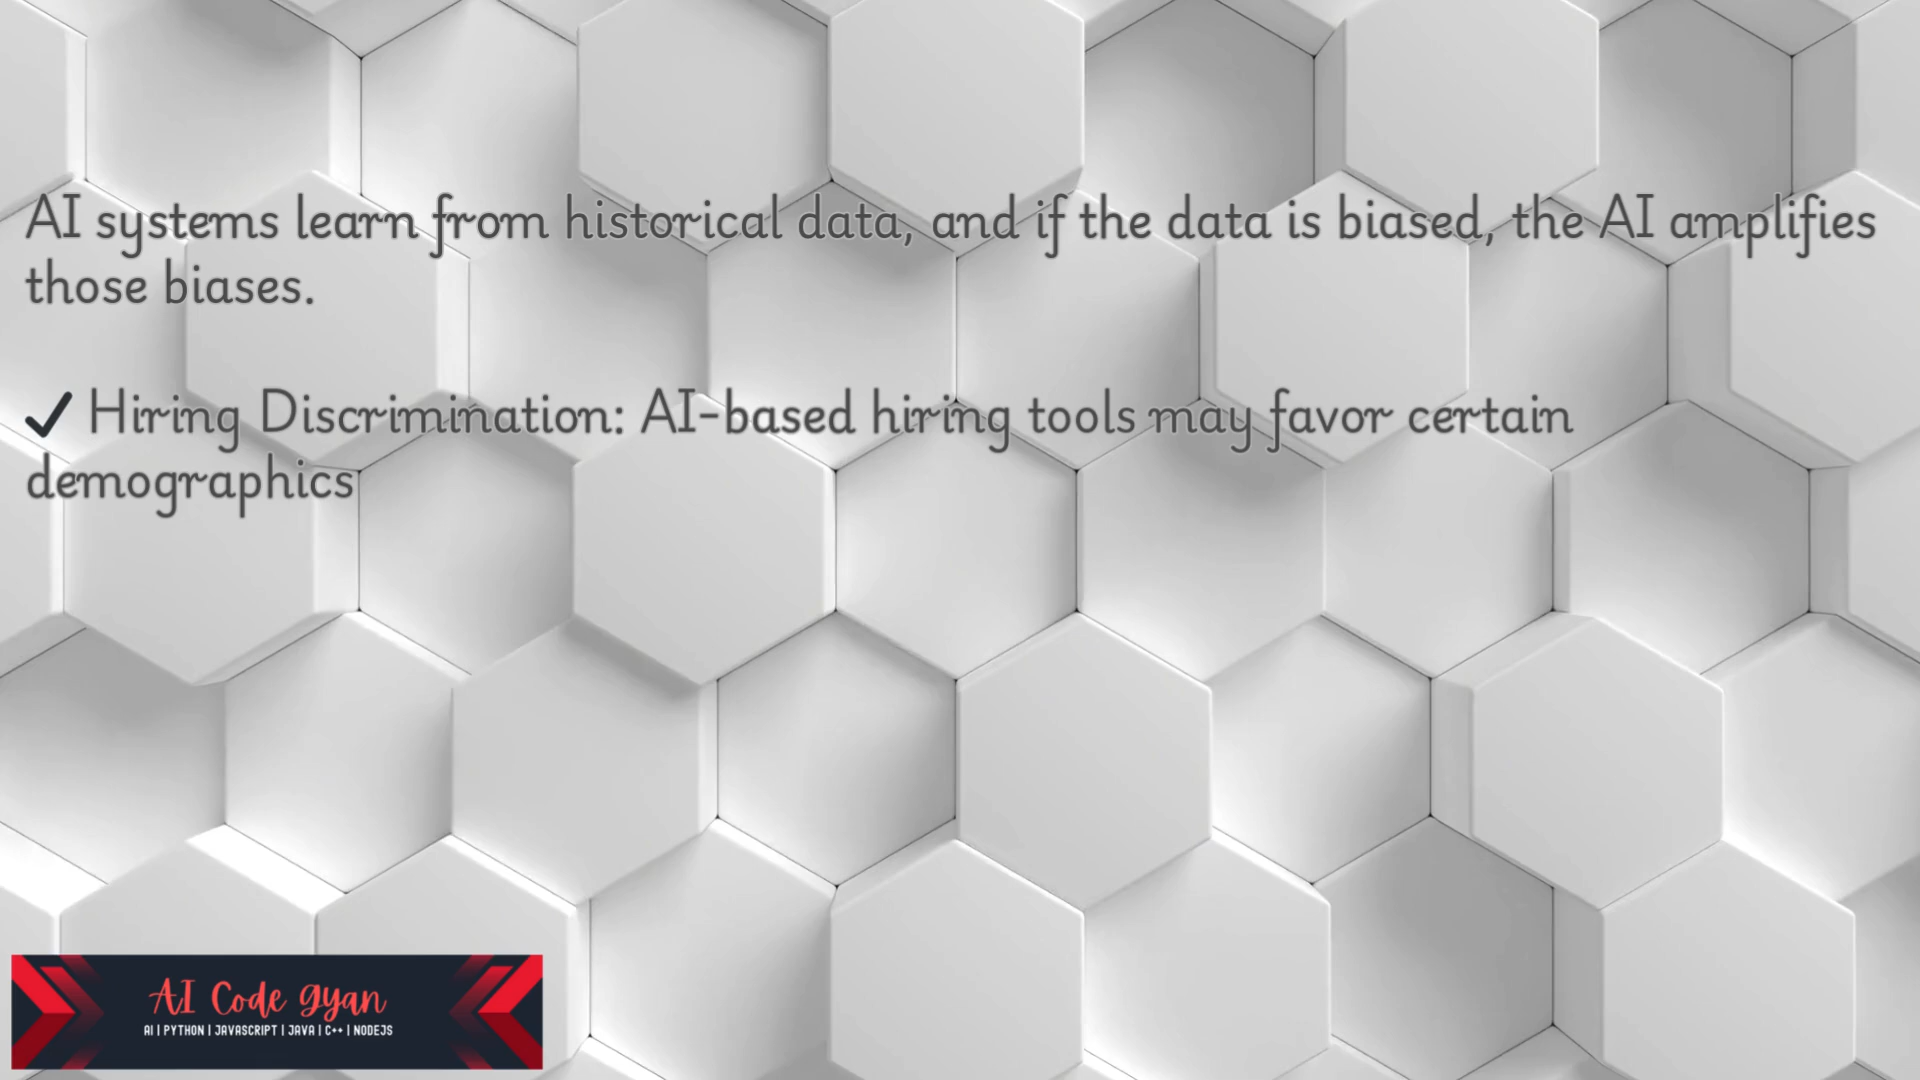 AI systems learn from historical data, and if the data is biased, the AI amplifies
those biases.
✔ Hiring Discrimination: AI-based hiring tools may favor certain
demographics
AI Code gyan
AI | PYTHON | JAVASCRIPT | JAVA | C++ | NODEJS